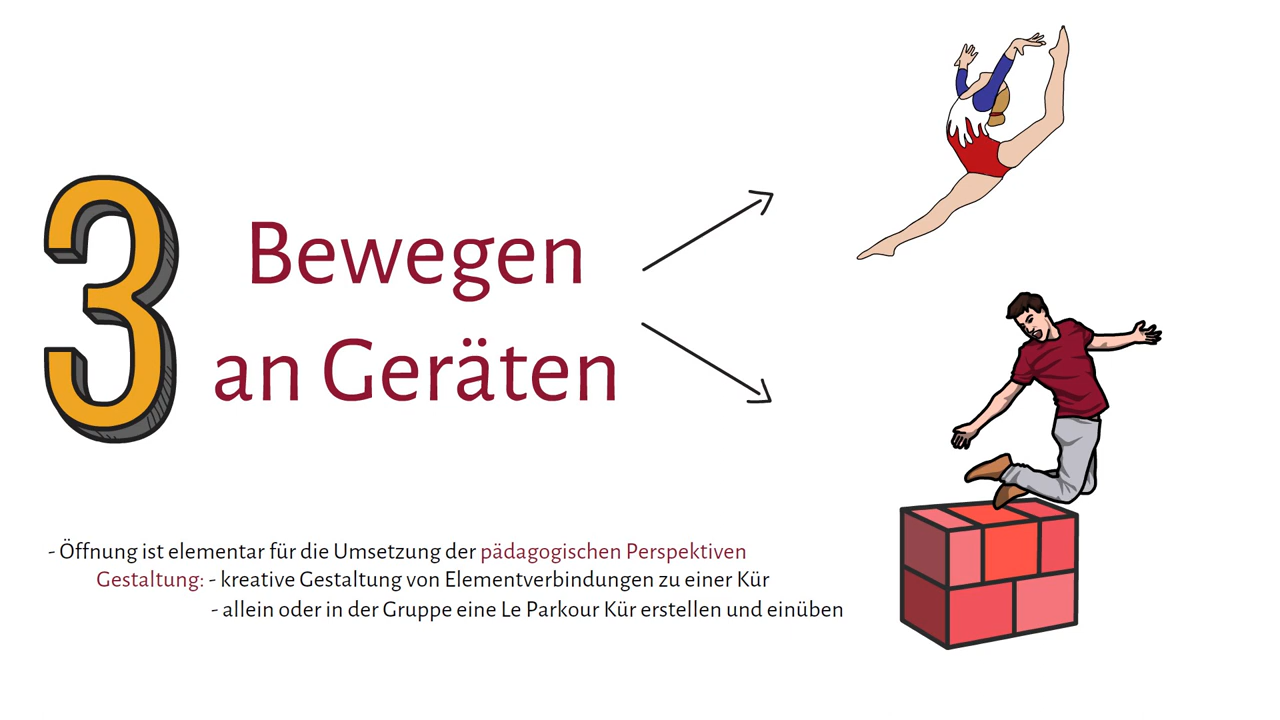 3
Bewegen
an Geräten
- Öffnung ist elementar für die Umsetzung der pädagogischen Perspektiven
Gestaltung: - kreative Gestaltung von Elementverbindungen zu einer Kür
- allein oder in der Gruppe eine Le Parkour Kür erstellen und einüben